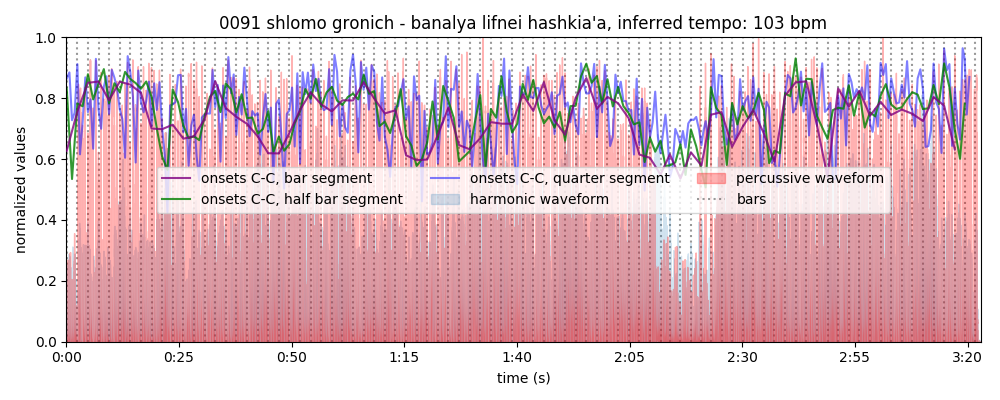 0091 shlomo gronich - banalya lifnei hashkia'a, inferred tempo: 103 bpm
normalized values
1.0
0.8
0.6
0.4
0.2
0.0
onsets C-C, bar segment
onsets C-C, half bar segment
onsets C-C, quarter segment
harmonic waveform
percussive waveform
bars
0:00 0:25 0:50 1:15 1:40 2:05 2:30 2:55 3:20
time (s)